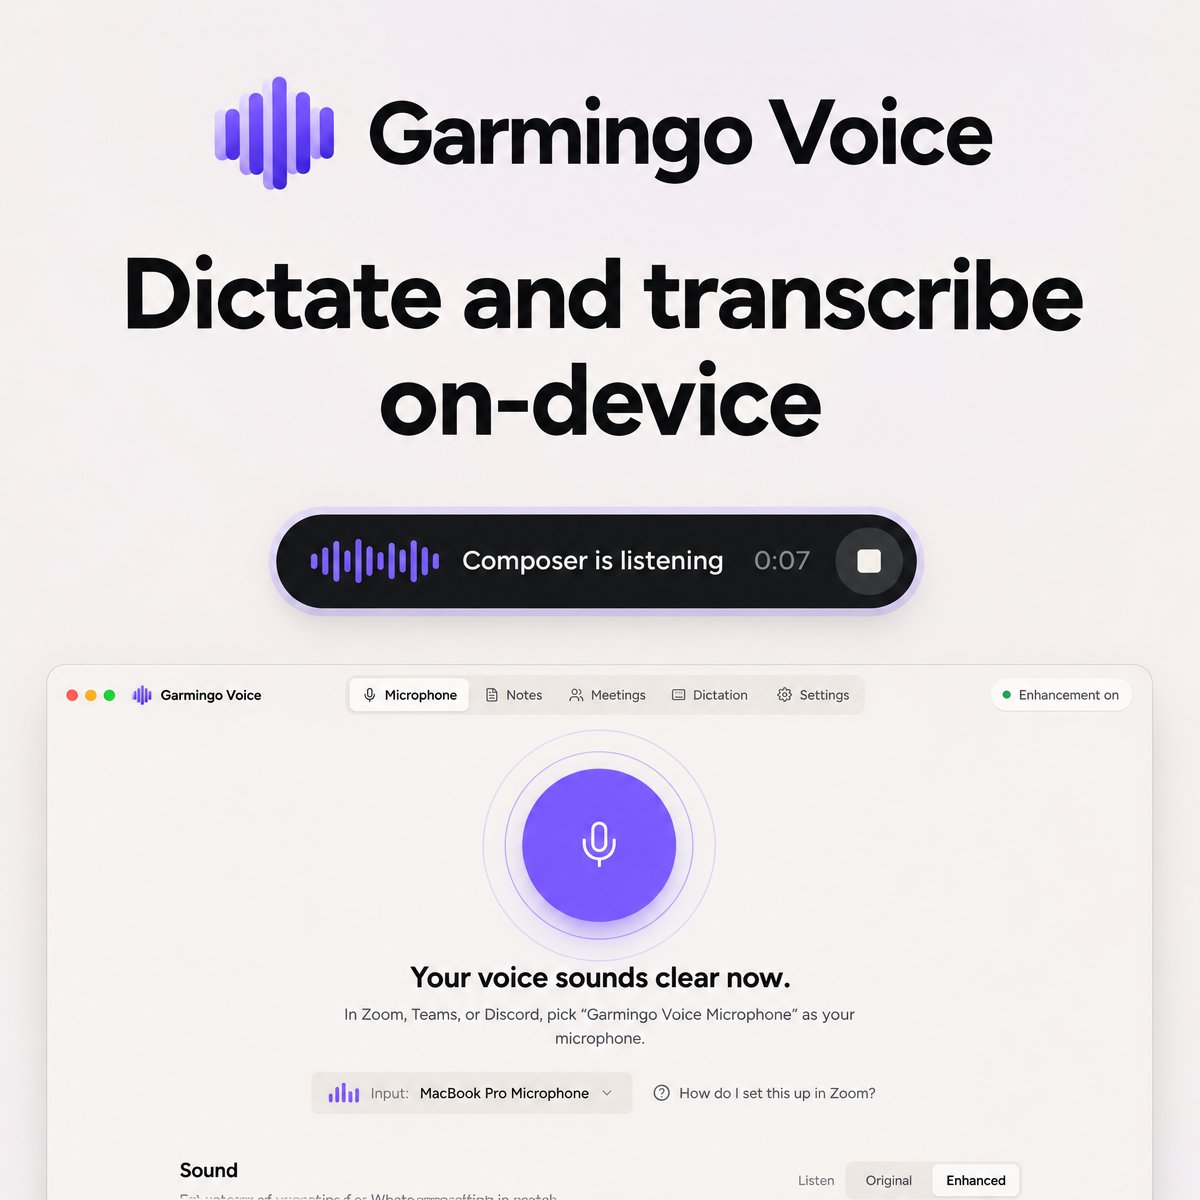 Garmingo Voice
Dictate and transcribe
on-device
Composer is listening 0:07
Garmingo Voice
Microphone
Notes
Meetings
Dictation
Settings
Enhancement on
Your voice sounds clear now.
In Zoom, Teams, or Discord, pick “Garmingo Voice Microphone” as your
microphone.
Input: MacBook Pro Microphone
How do I set this up in Zoom?
Sound
Listen
Original
Enhanced